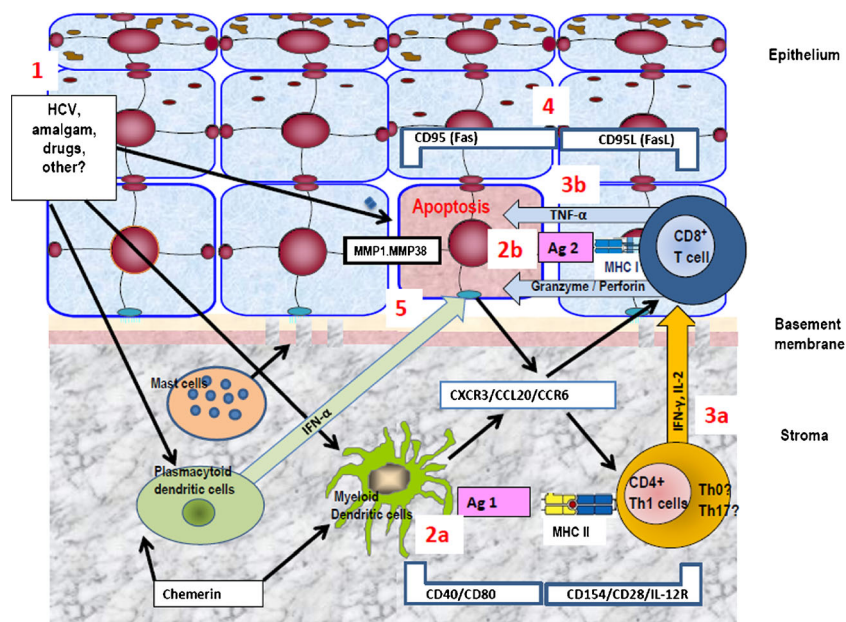 1
HCV,
amalgam,
drugs,
other?
Epithelium
4
CD95 (Fas)
CD95L (FasL)
3b
Apoptosis
TNF-α
MMP1.MMP38
2b
Ag 2
MHC I
CD8+
T cell
Granzyme / Perforin
5
Basement
membrane
Mast cells
IFN-α
CXCR3/CCL20/CCR6
IFN-γ, IL-2
3a
Stroma
Plasmacytoid
dendritic cells
Myeloid
Dendritic cells
2a
Ag 1
MHC II
CD4+
Th1 cells
Th0?
Th17?
Chemerin
CD40/CD80
CD154/CD28/IL-12R